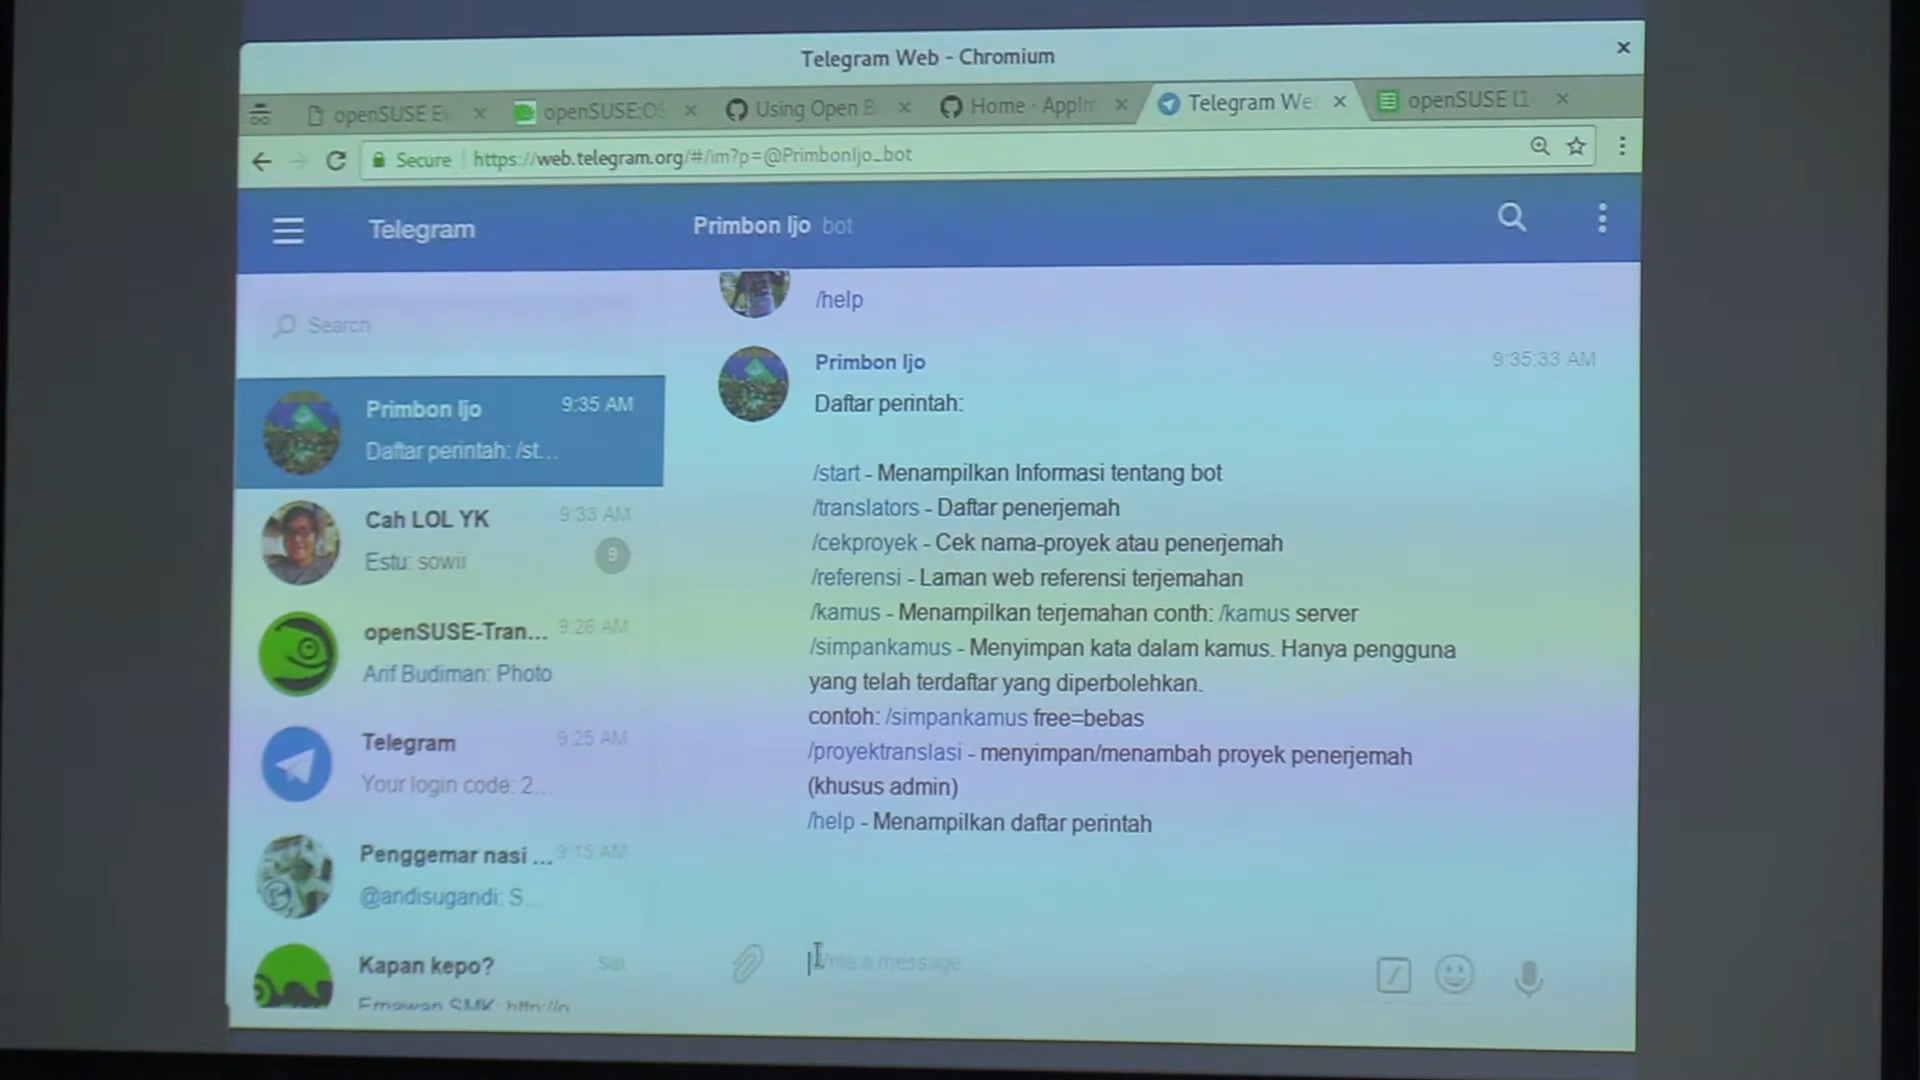 Telegram Web - Chromium
openSUSE E
openSUSE:OS
Using Open B
Home · AppIm
Telegram We
openSUSE L1
Secure https://web.telegram.org/#/im?p=@PrimbonIjo_bot
Telegram
Primbon Ijo bot
Search
Primbon Ijo 9:35 AM
Daftar perintah: /st...
Cah LOL YK 9:33 AM
Estu: sowii 9
openSUSE-Tran... 9:26 AM
Arif Budiman: Photo
Telegram 9:25 AM
Your login code: 2...
Penggemar nasi ... 9:15 AM
@andisugandi: S...
Kapan kepo? Sat
Ernawan SMK: http://
/help
Primbon Ijo 9:35:33 AM
Daftar perintah:
/start - Menampilkan Informasi tentang bot
/translators - Daftar penerjemah
/cekproyek - Cek nama-proyek atau penerjemah
/referensi - Laman web referensi terjemahan
/kamus - Menampilkan terjemahan conth: /kamus server
/simpankamus - Menyimpan kata dalam kamus. Hanya pengguna
yang telah terdaftar yang diperbolehkan.
contoh: /simpankamus free=bebas
/proyektranslasi - menyimpan/menambah proyek penerjemah
(khusus admin)
/help - Menampilkan daftar perintah
Write a message